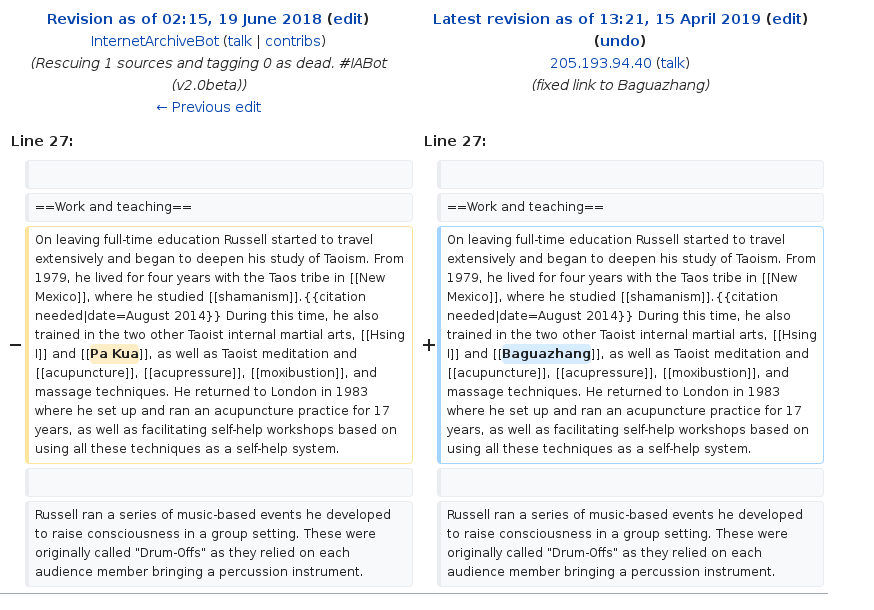 Revision as of 02:15, 19 June 2018 (edit)
InternetArchiveBot (talk | contribs)
(Rescuing 1 sources and tagging 0 as dead. #IABot
(v2.0beta))
← Previous edit
Latest revision as of 13:21, 15 April 2019 (edit)
(undo)
205.193.94.40 (talk)
(fixed link to Baguazhang)
Line 27:
Line 27:
==Work and teaching==
==Work and teaching==
−
On leaving full-time education Russell started to travel
extensively and began to deepen his study of Taoism. From
1979, he lived for four years with the Taos tribe in [[New
Mexico]], where he studied [[shamanism]].{{citation
needed|date=August 2014}} During this time, he also
trained in the two other Taoist internal martial arts, [[Hsing
I]] and [[Pa Kua]], as well as Taoist meditation and
[[acupuncture]], [[acupressure]], [[moxibustion]], and
massage techniques. He returned to London in 1983
where he set up and ran an acupuncture practice for 17
years, as well as facilitating self-help workshops based on
using all these techniques as a self-help system.
+
On leaving full-time education Russell started to travel
extensively and began to deepen his study of Taoism. From
1979, he lived for four years with the Taos tribe in [[New
Mexico]], where he studied [[shamanism]].{{citation
needed|date=August 2014}} During this time, he also
trained in the two other Taoist internal martial arts, [[Hsing
I]] and [[Baguazhang]], as well as Taoist meditation and
[[acupuncture]], [[acupressure]], [[moxibustion]], and
massage techniques. He returned to London in 1983
where he set up and ran an acupuncture practice for 17
years, as well as facilitating self-help workshops based on
using all these techniques as a self-help system.
Russell ran a series of music-based events he developed
to raise consciousness in a group setting. These were
originally called "Drum-Offs" as they relied on each
audience member bringing a percussion instrument.
Russell ran a series of music-based events he developed
to raise consciousness in a group setting. These were
originally called "Drum-Offs" as they relied on each
audience member bringing a percussion instrument.